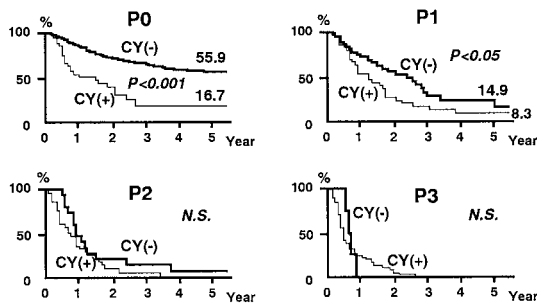 P0
%
100
50
0
CY(-)
55.9
P<0.001
CY(+)
16.7
0 1 2 3 4 5 Year
P1
%
100
50
0
P<0.05
CY(-)
CY(+)
14.9
8.3
0 1 2 3 4 5 Year
P2
%
100
50
0
N.S.
CY(+)
CY(-)
0 1 2 3 4 5 Year
P3
%
100
50
0
CY(-)
N.S.
CY(+)
0 1 2 3 4 5 Year